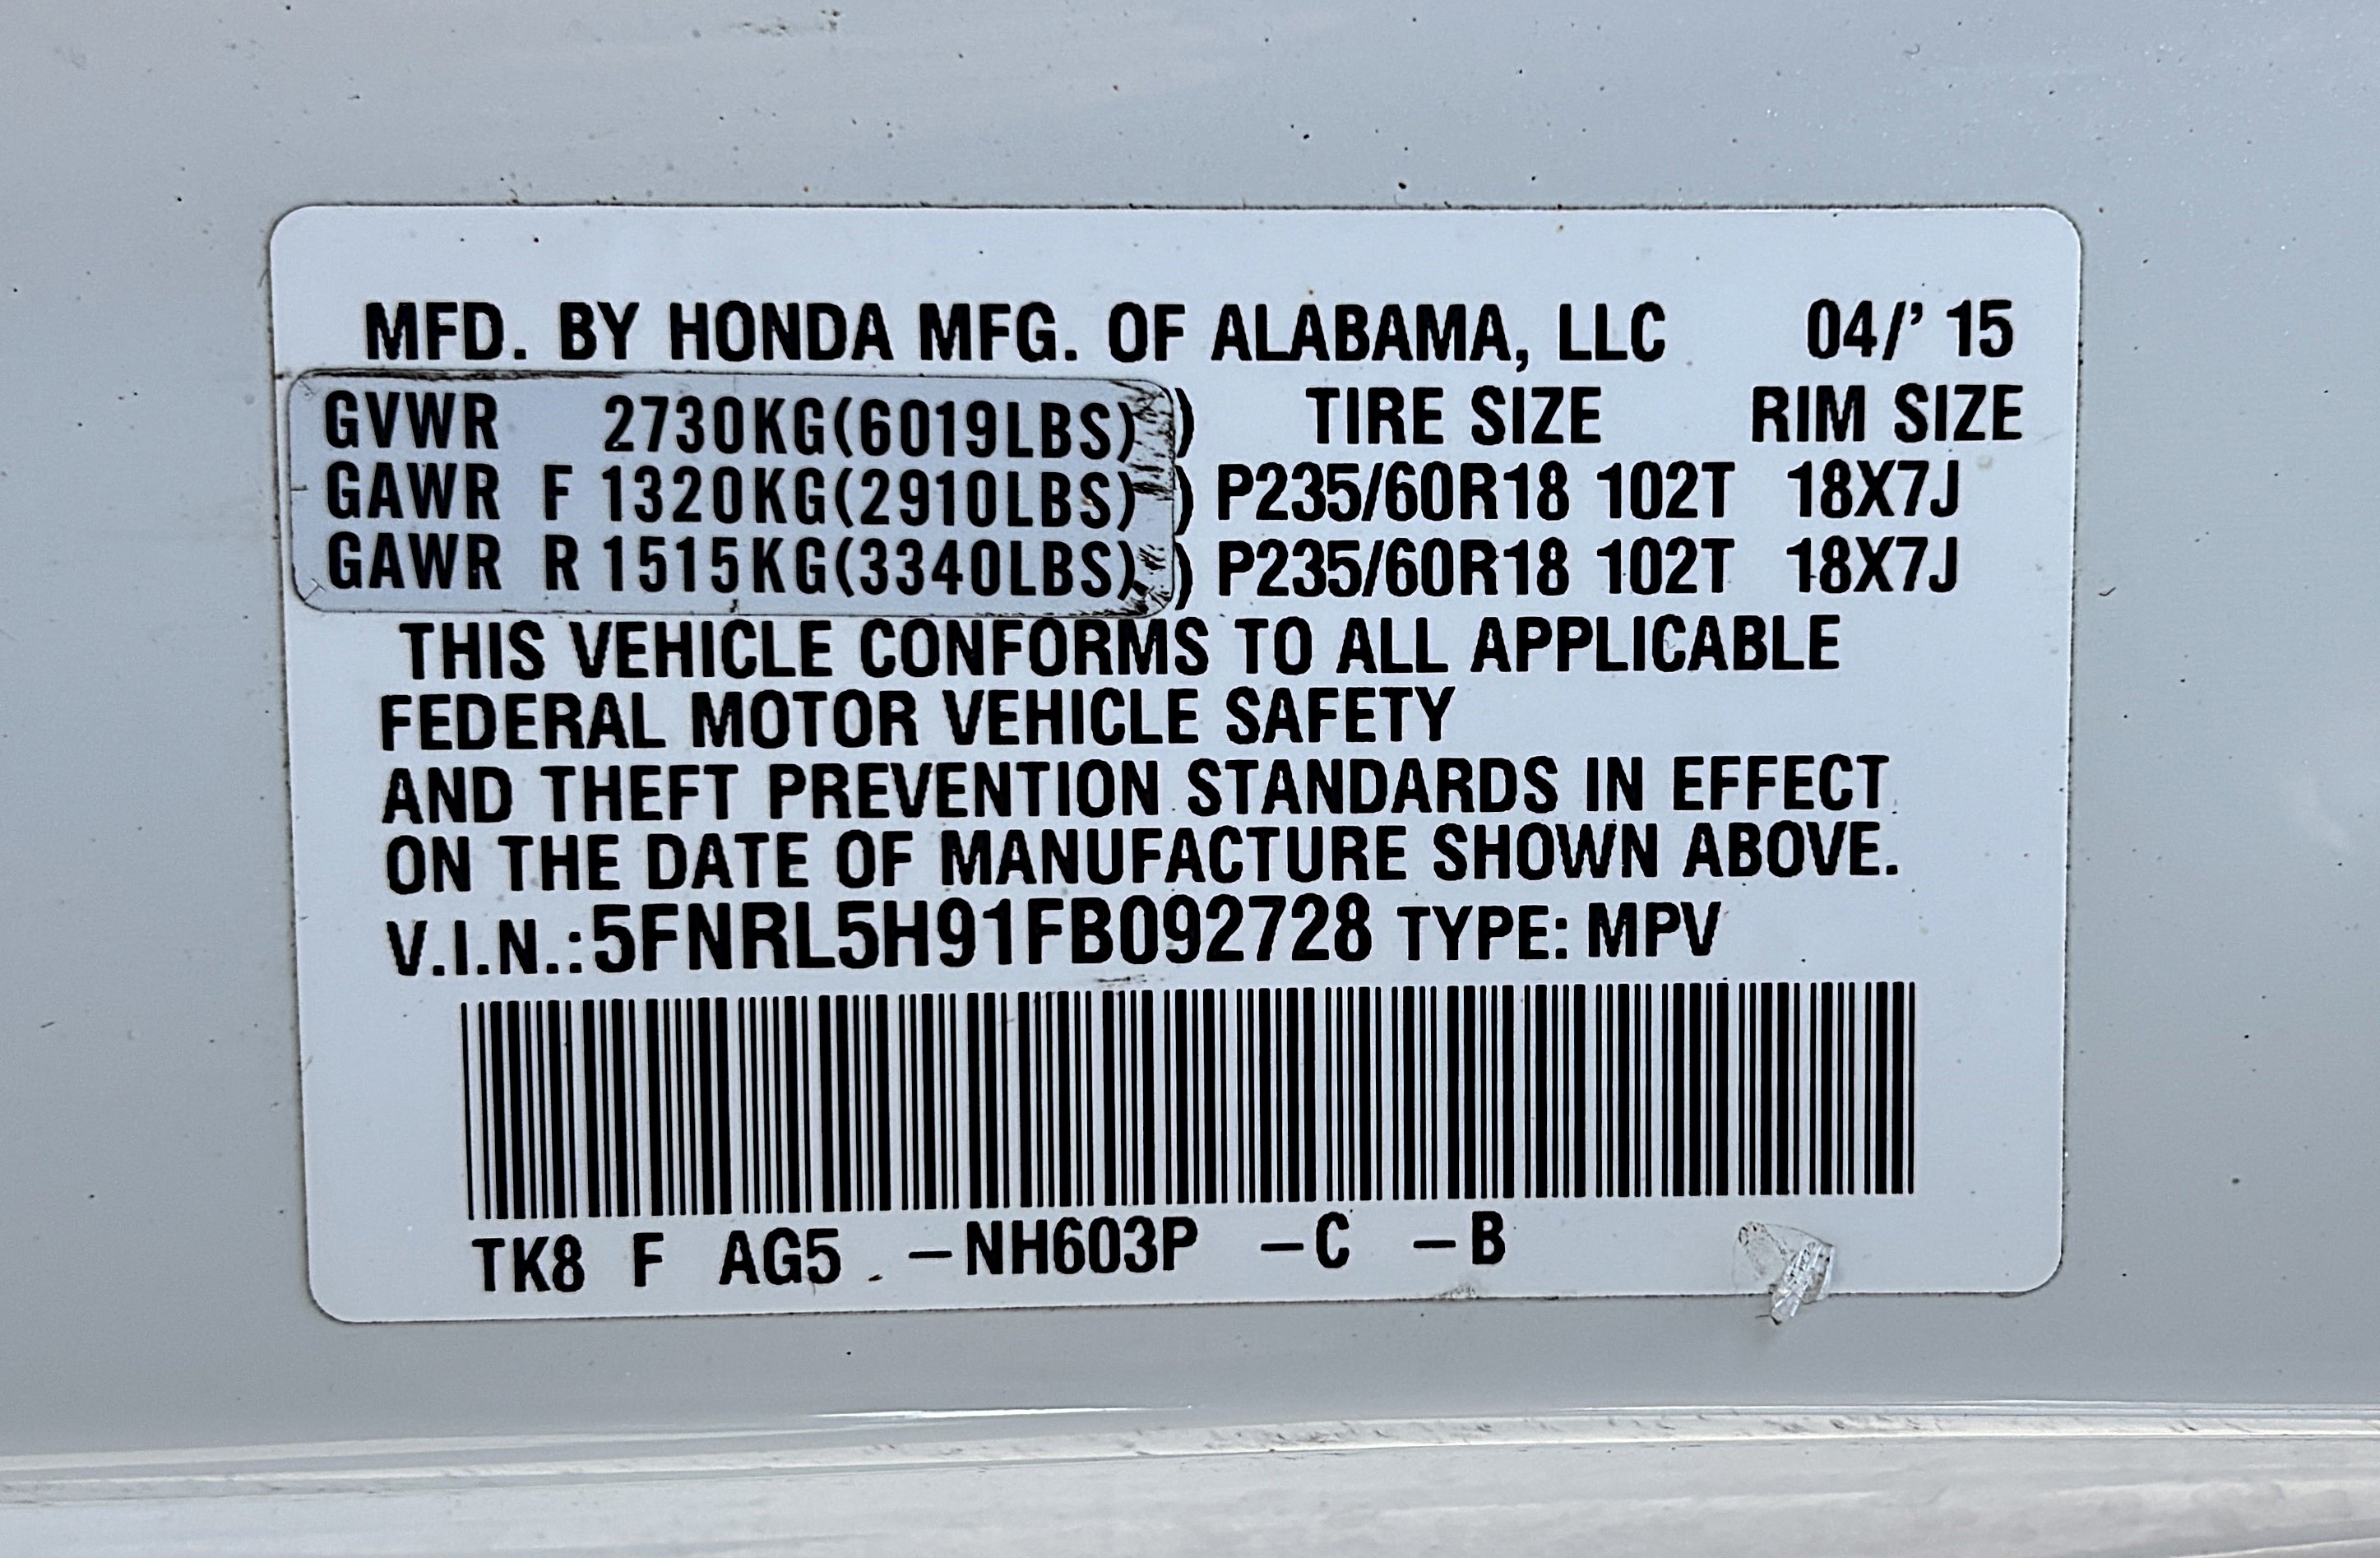 MFD. BY HONDA MFG. OF ALABAMA, LLC 04/' 15
GVWR 2730KG(6019LBS) ) TIRE SIZE RIM SIZE
GAWR F 1320KG(2910LBS) ) P235/60R18 102T 18X7J
GAWR R 1515KG(3340LBS) ) P235/60R18 102T 18X7J
THIS VEHICLE CONFORMS TO ALL APPLICABLE
FEDERAL MOTOR VEHICLE SAFETY
AND THEFT PREVENTION STANDARDS IN EFFECT
ON THE DATE OF MANUFACTURE SHOWN ABOVE.
V.I.N.:5FNRL5H91FB092728 TYPE: MPV
TK8 F AG5 –NH603P –C –B